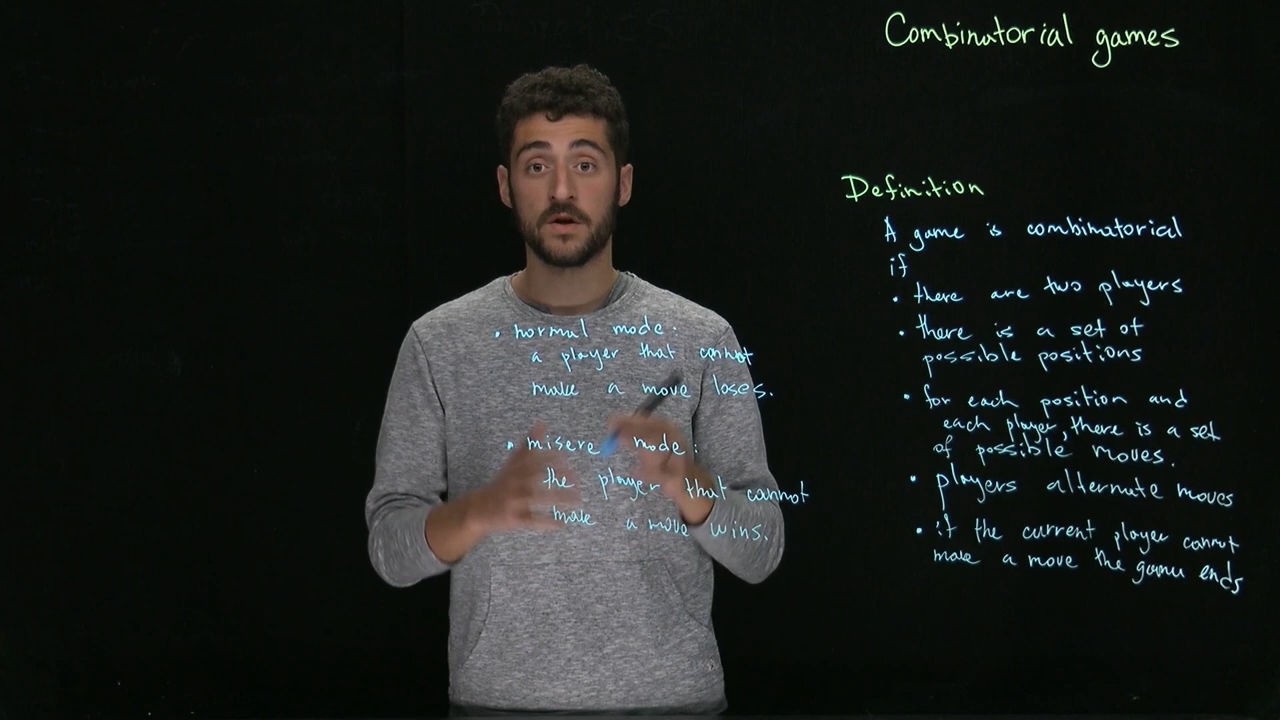 Combinatorial games
Definition
A game is combinatorial
if
• there are two players
• there is a set of
possible positions
• for each position and
each player, there is a set
of possible moves.
• players alternate moves
• if the current player cannot
make a move the game ends
• normal mode:
a player that cannot
make a move loses.
• misere mode:
the player that cannot
make a move wins.